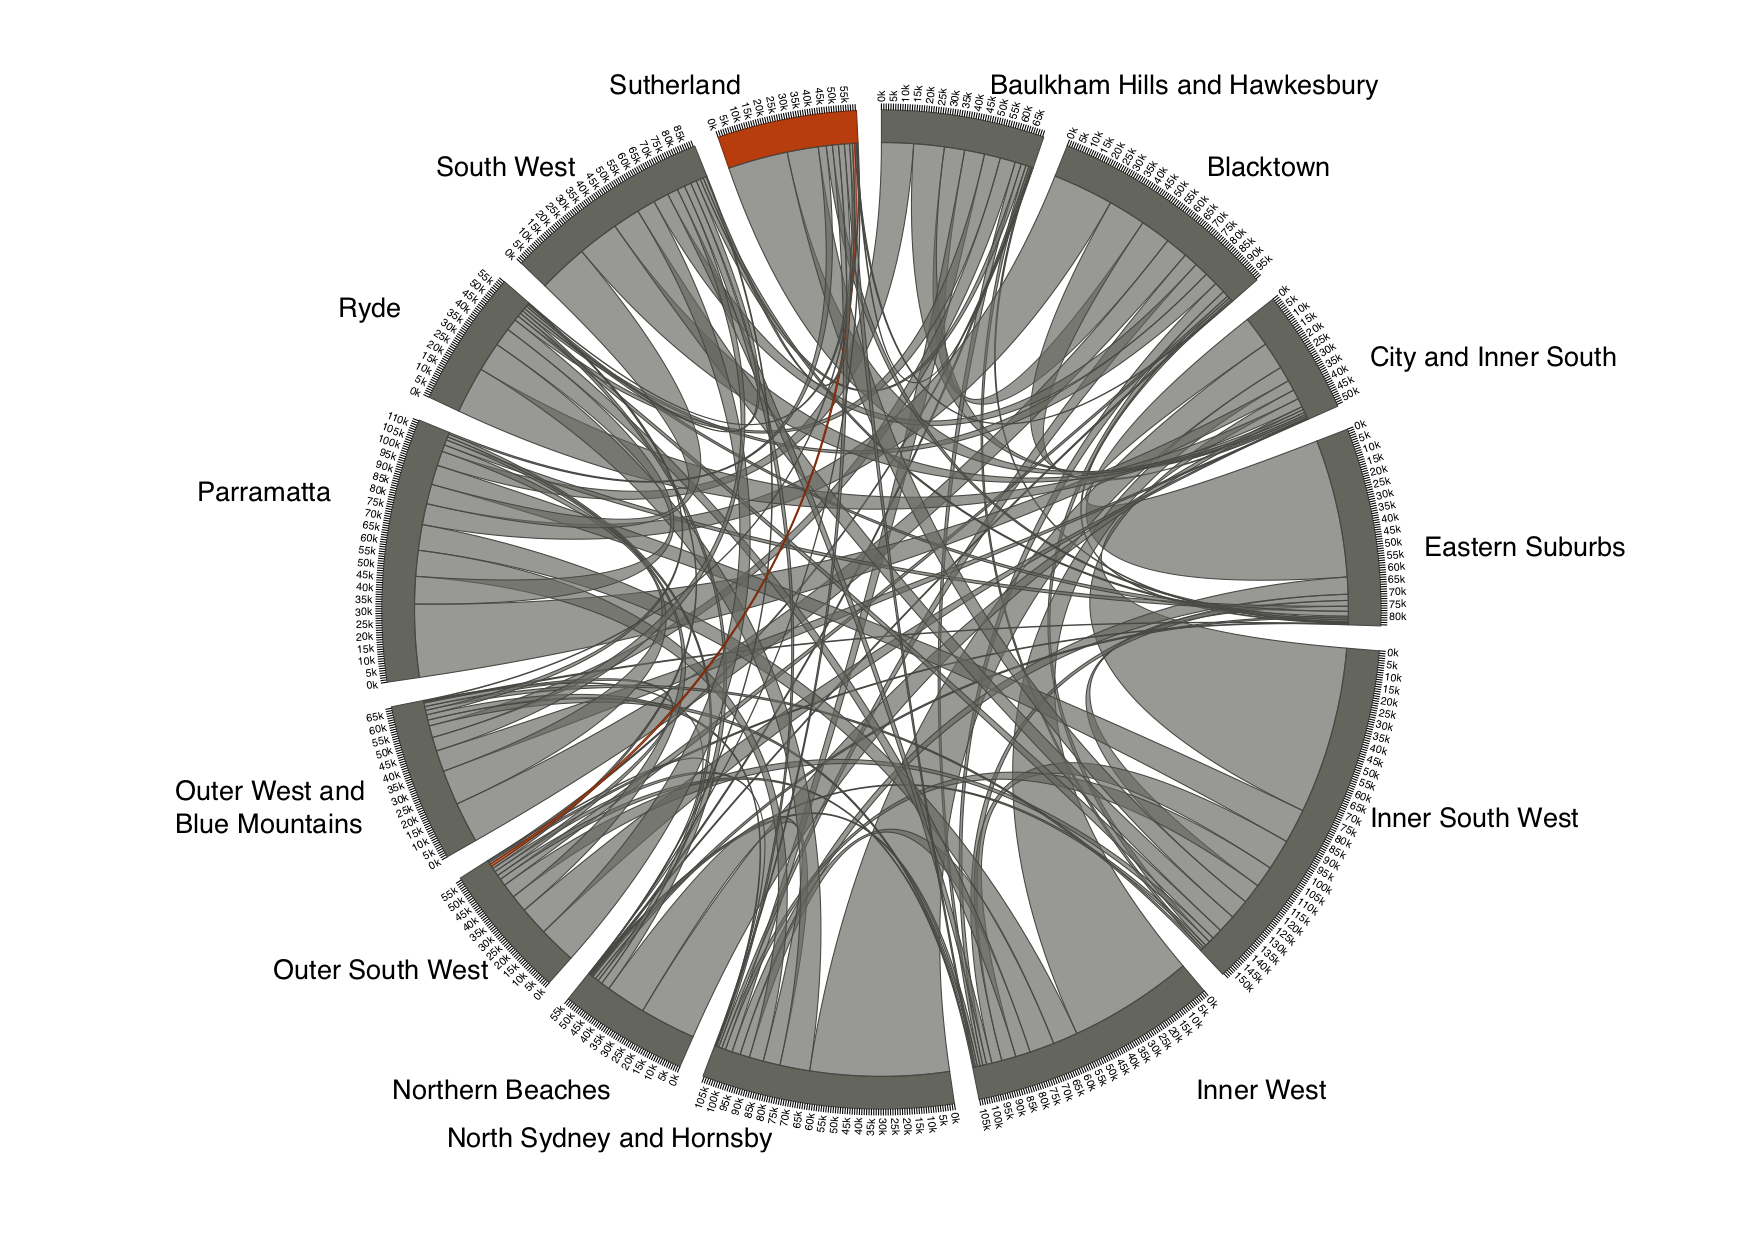 Sutherland
0k 5k 10k 15k 20k 25k 30k 35k 40k 45k 50k 55k
Baulkham Hills and Hawkesbury
0k 5k 10k 15k 20k 25k 30k 35k 40k 45k 50k 55k 60k 65k
Blacktown
0k 5k 10k 15k 20k 25k 30k 35k 40k 45k 50k 55k 60k 65k 70k 75k 80k 85k 90k 95k
City and Inner South
0k 5k 10k 15k 20k 25k 30k 35k 40k 45k 50k
Eastern Suburbs
0k 5k 10k 15k 20k 25k 30k 35k 40k 45k 50k 55k 60k 65k 70k 75k 80k
Inner South West
0k 5k 10k 15k 20k 25k 30k 35k 40k 45k 50k 55k 60k 65k 70k 75k 80k 85k 90k 95k 100k 105k 110k 115k 120k 125k 130k 135k 140k 145k 150k
Inner West
0k 5k 10k 15k 20k 25k 30k 35k 40k 45k 50k 55k 60k 65k 70k 75k 80k 85k 90k 95k 100k 105k
North Sydney and Hornsby
0k 5k 10k 15k 20k 25k 30k 35k 40k 45k 50k 55k 60k 65k 70k 75k 80k 85k 90k 95k 100k 105k
Northern Beaches
0k 5k 10k 15k 20k 25k 30k 35k 40k 45k 50k 55k
Outer South West
0k 5k 10k 15k 20k 25k 30k 35k 40k 45k 50k 55k
Outer West and
Blue Mountains
0k 5k 10k 15k 20k 25k 30k 35k 40k 45k 50k 55k 60k 65k
Parramatta
0k 5k 10k 15k 20k 25k 30k 35k 40k 45k 50k 55k 60k 65k 70k 75k 80k 85k 90k 95k 100k 105k 110k
Ryde
0k 5k 10k 15k 20k 25k 30k 35k 40k 45k 50k 55k
South West
0k 5k 10k 15k 20k 25k 30k 35k 40k 45k 50k 55k 60k 65k 70k 75k 80k 85k